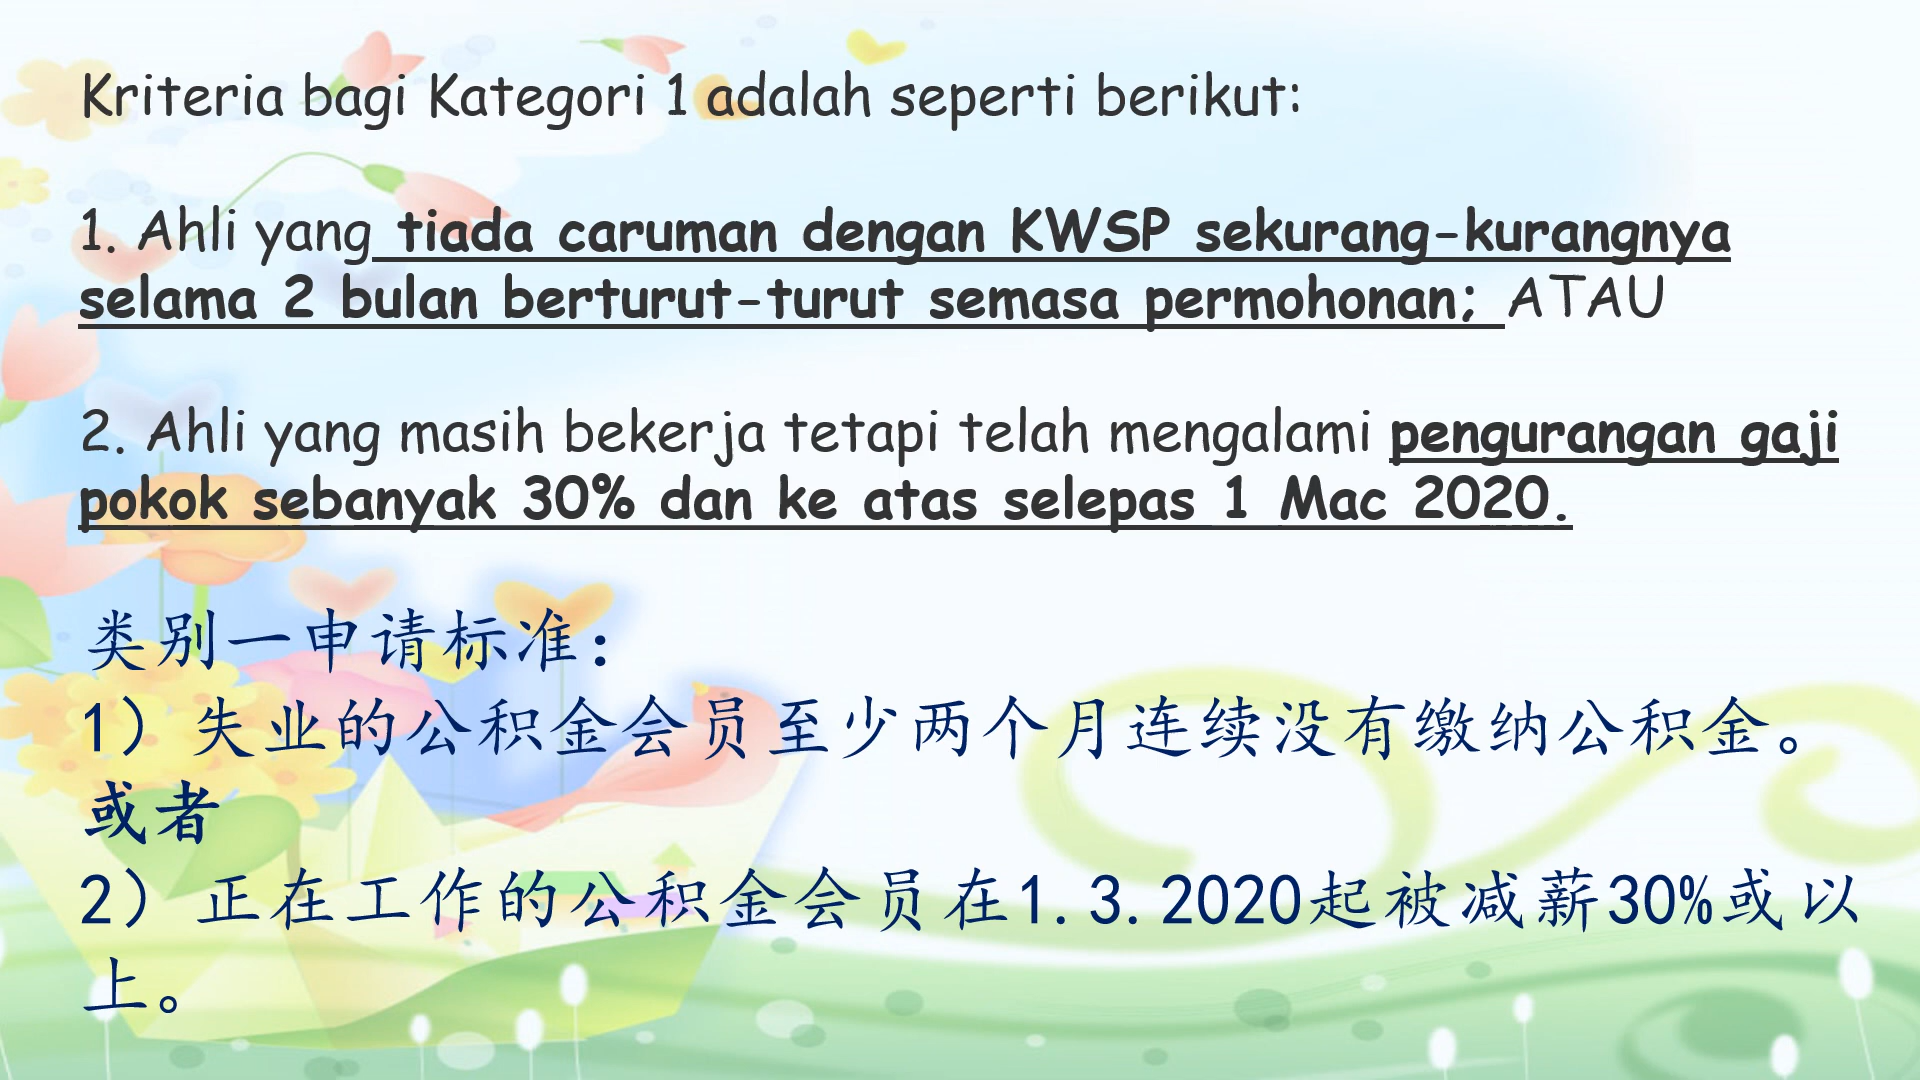 Kriteria bagi Kategori 1 adalah seperti berikut:
1. Ahli yang tiada caruman dengan KWSP sekurang-kurangnya
selama 2 bulan berturut-turut semasa permohonan; ATAU
2. Ahli yang masih bekerja tetapi telah mengalami pengurangan gaji
pokok sebanyak 30% dan ke atas selepas 1 Mac 2020.
类别一申请标准：
1）失业的公积金会员至少两个月连续没有缴纳公积金。
或者
2）正在工作的公积金会员在1.3.2020起被减薪30%或以
上。